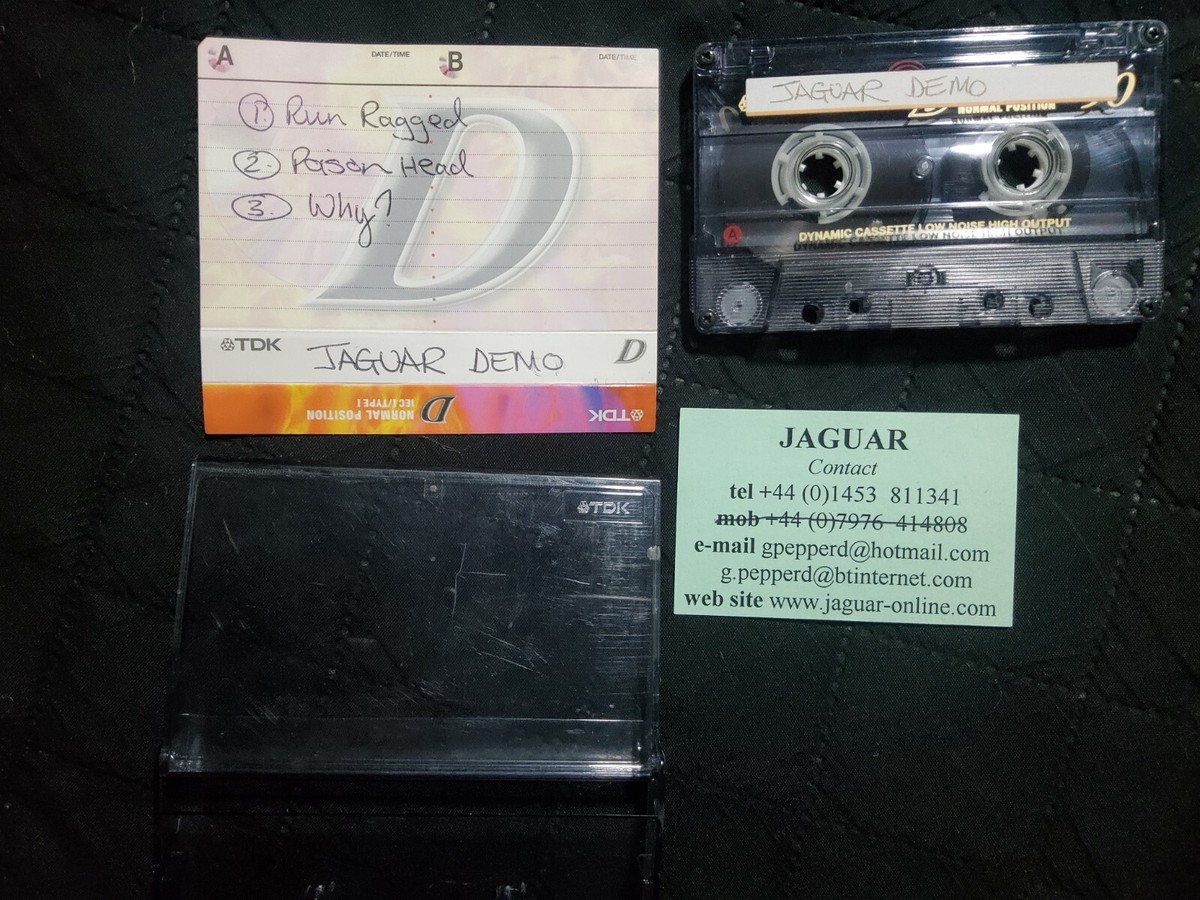 A DATE/TIME B DATE/TIME
1. Run Ragged
2. Poison Head
3. Why?
TDK JAGUAR DEMO D
NORMAL POSITION
IEC I/TYPE I
D
TDK
JAGUAR DEMO
NORMAL POSITION
A
DYNAMIC CASSETTE LOW NOISE HIGH OUTPUT
TDK
JAGUAR
Contact
tel +44 (0)1453 811341
mob +44 (0)7976 414808
e-mail gpepperd@hotmail.com
g.pepperd@btinternet.com
web site www.jaguar-online.com